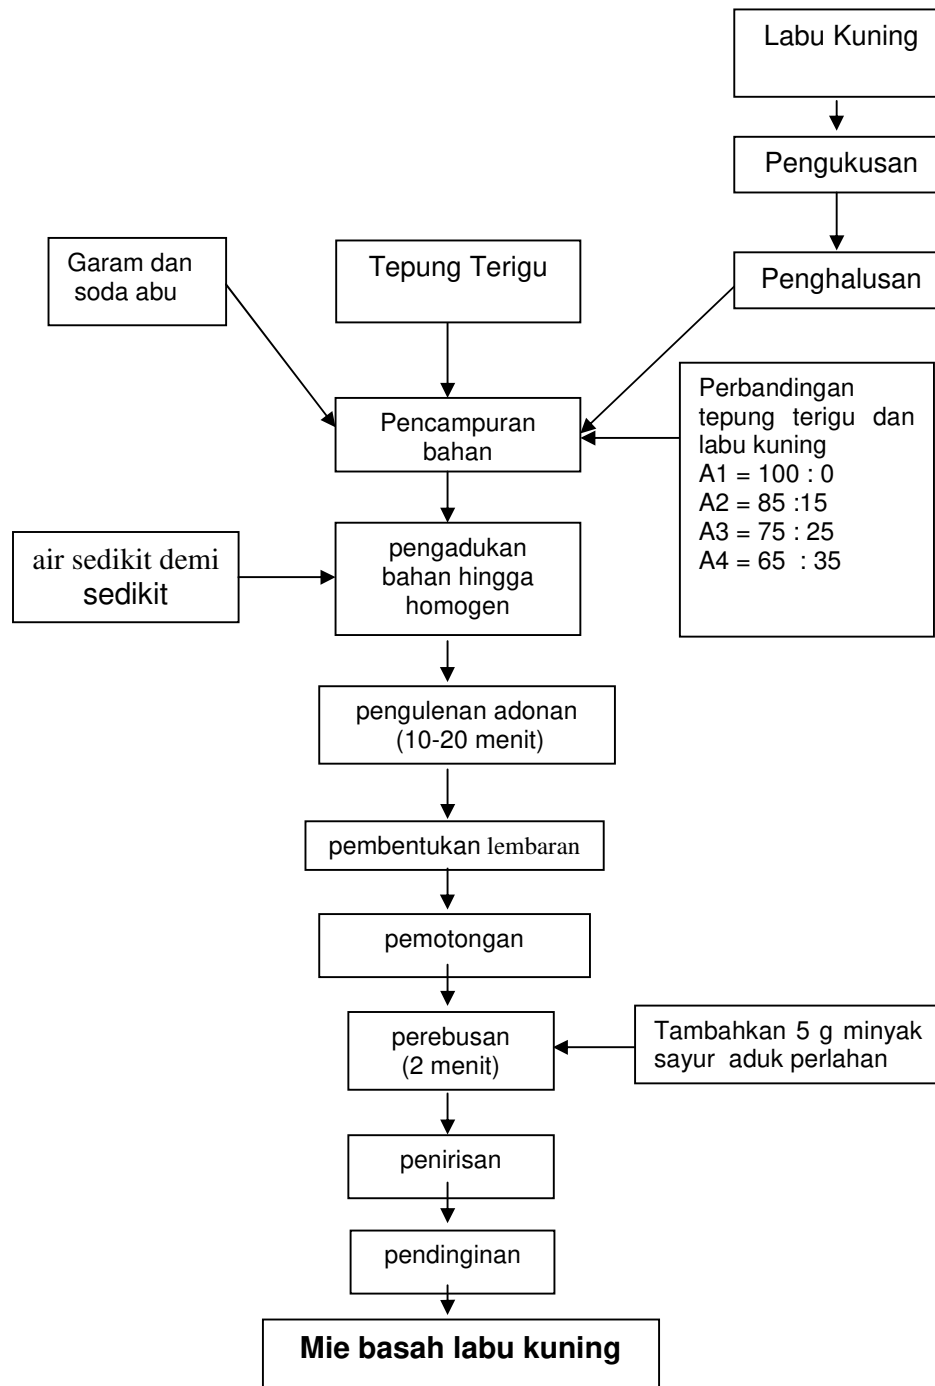 Labu Kuning
Pengukusan
Penghalusan
Garam dan
soda abu
Tepung Terigu
Perbandingan
tepung terigu dan
labu kuning
A1 = 100 : 0
A2 = 85 :15
A3 = 75 : 25
A4 = 65 : 35
Pencampuran
bahan
air sedikit demi
sedikit
pengadukan
bahan hingga
homogen
pengulenan adonan
(10-20 menit)
pembentukan lembaran
pemotongan
perebusan
(2 menit)
Tambahkan 5 g minyak
sayur aduk perlahan
penirisan
pendinginan
Mie basah labu kuning